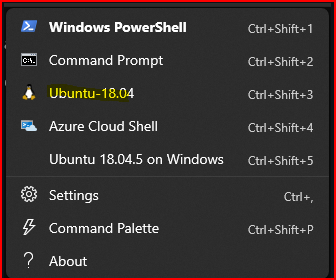 Windows PowerShell Ctrl+Shift+1
Command Prompt Ctrl+Shift+2
Ubuntu-18.04 Ctrl+Shift+3
Azure Cloud Shell Ctrl+Shift+4
Ubuntu 18.04.5 on Windows Ctrl+Shift+5
Settings Ctrl+,
Command Palette Ctrl+Shift+P
About